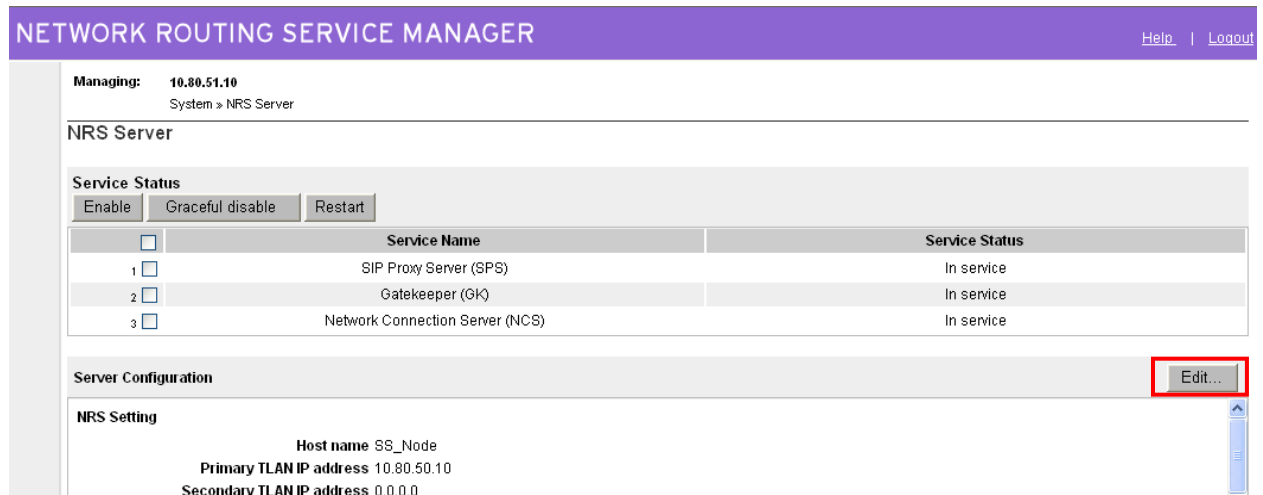 NETWORK ROUTING SERVICE MANAGER
Help | Logout
Managing: 10.80.51.10
System » NRS Server
NRS Server
Service Status
Enable Graceful disable Restart
Service Name Service Status
1 SIP Proxy Server (SPS) In service
2 Gatekeeper (GK) In service
3 Network Connection Server (NCS) In service
Server Configuration Edit...
NRS Setting
Host name SS_Node
Primary TLAN IP address 10.80.50.10
Secondary TLAN IP address 0.0.0.0